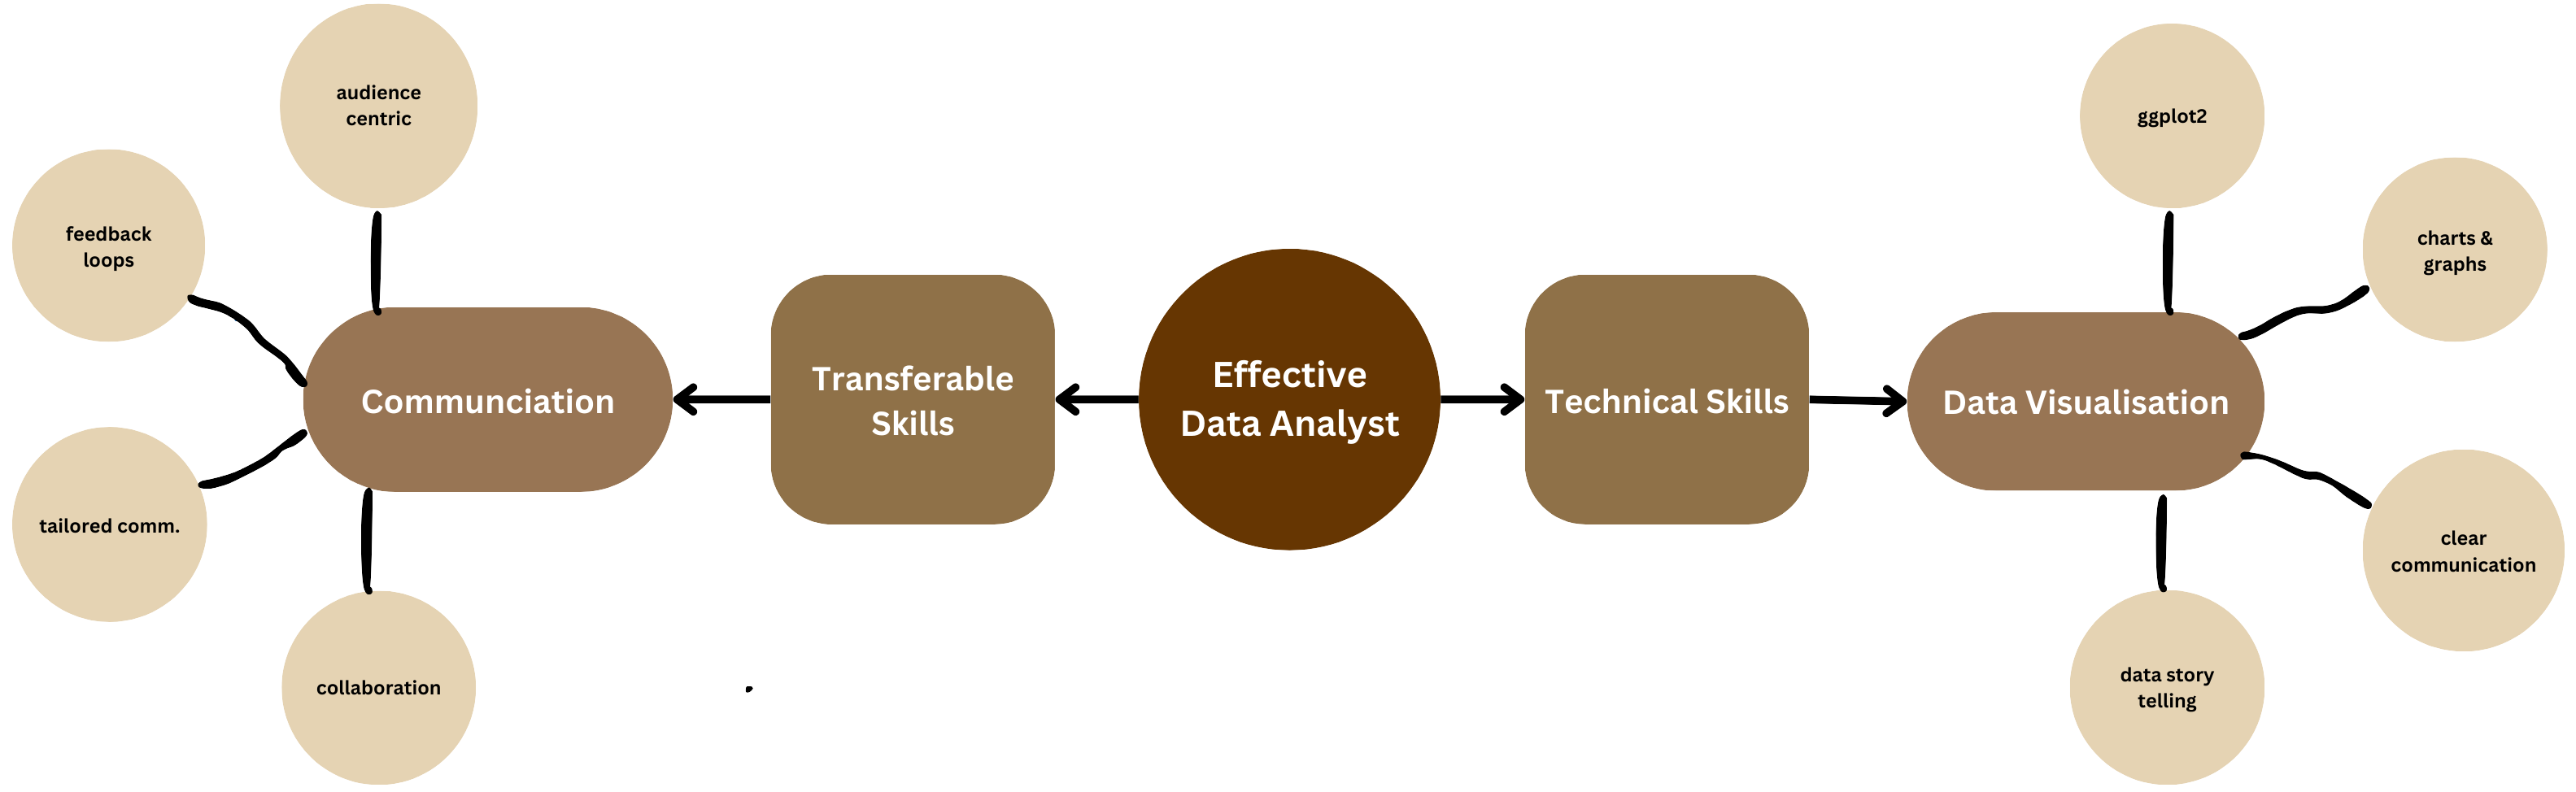 audience
centric
feedback
loops
tailored comm.
collaboration
Communciation
Transferable
Skills
Effective
Data Analyst
Technical Skills
Data Visualisation
ggplot2
charts &
graphs
clear
communication
data story
telling